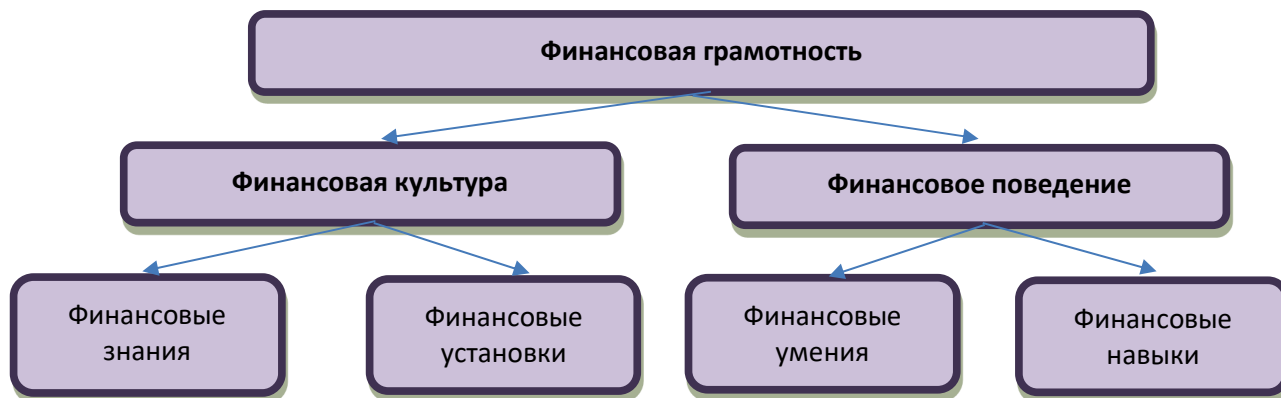 Финансовая грамотность
Финансовая культура
Финансовое поведение
Финансовые
знания
Финансовые
установки
Финансовые
умения
Финансовые
навыки